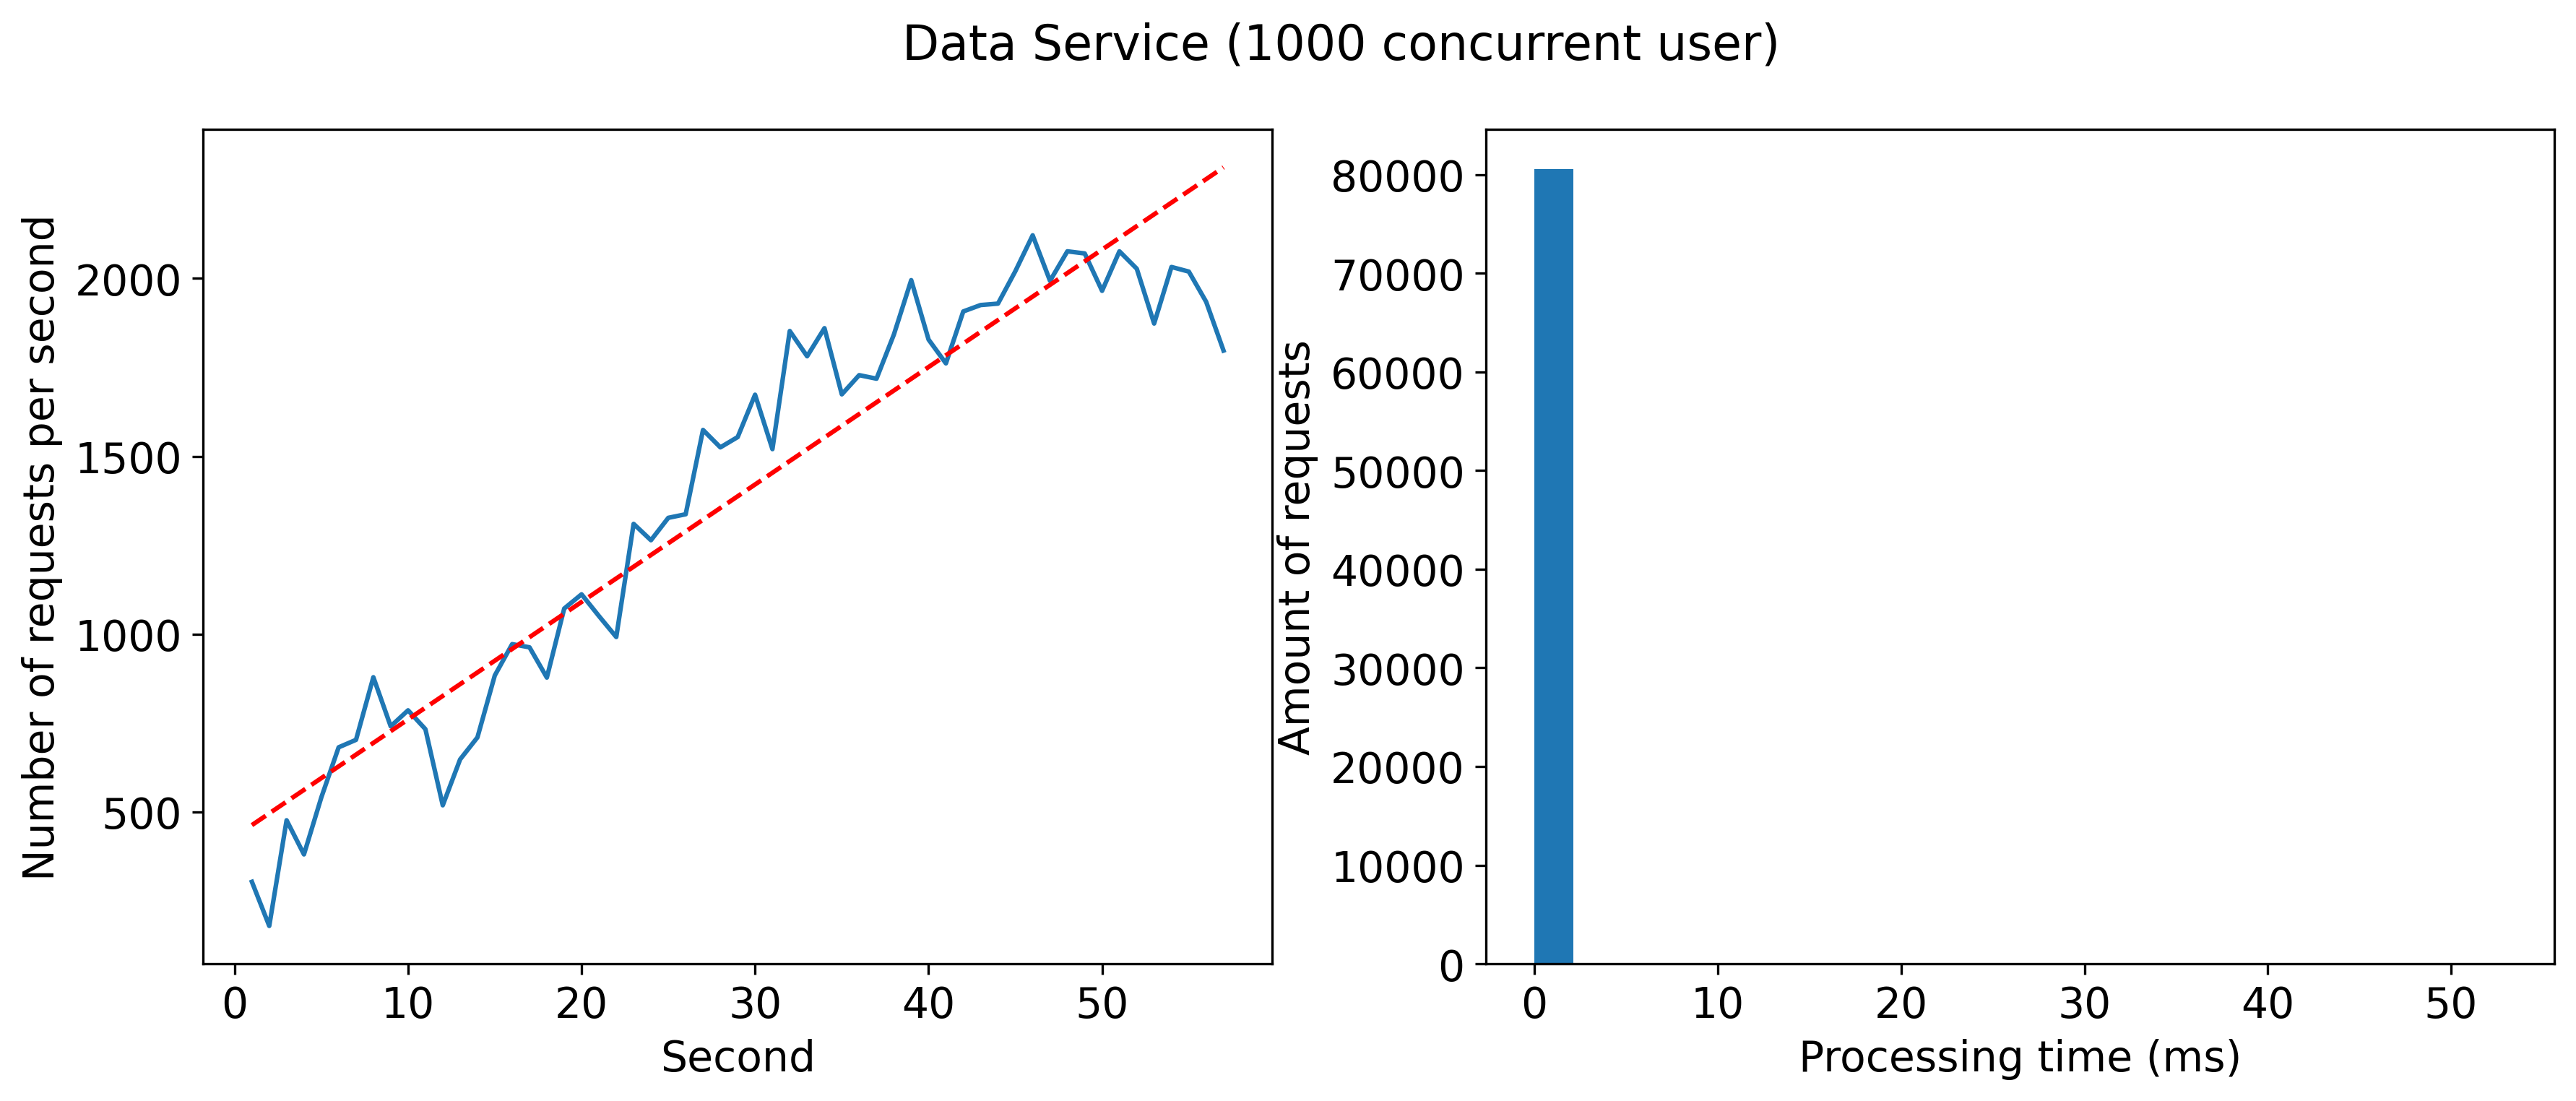 Data Service (1000 concurrent user)
Number of requests per second
2000
1500
1000
500
0 10 20 30 40 50
Second
Amount of requests
80000
70000
60000
50000
40000
30000
20000
10000
0
0 10 20 30 40 50
Processing time (ms)